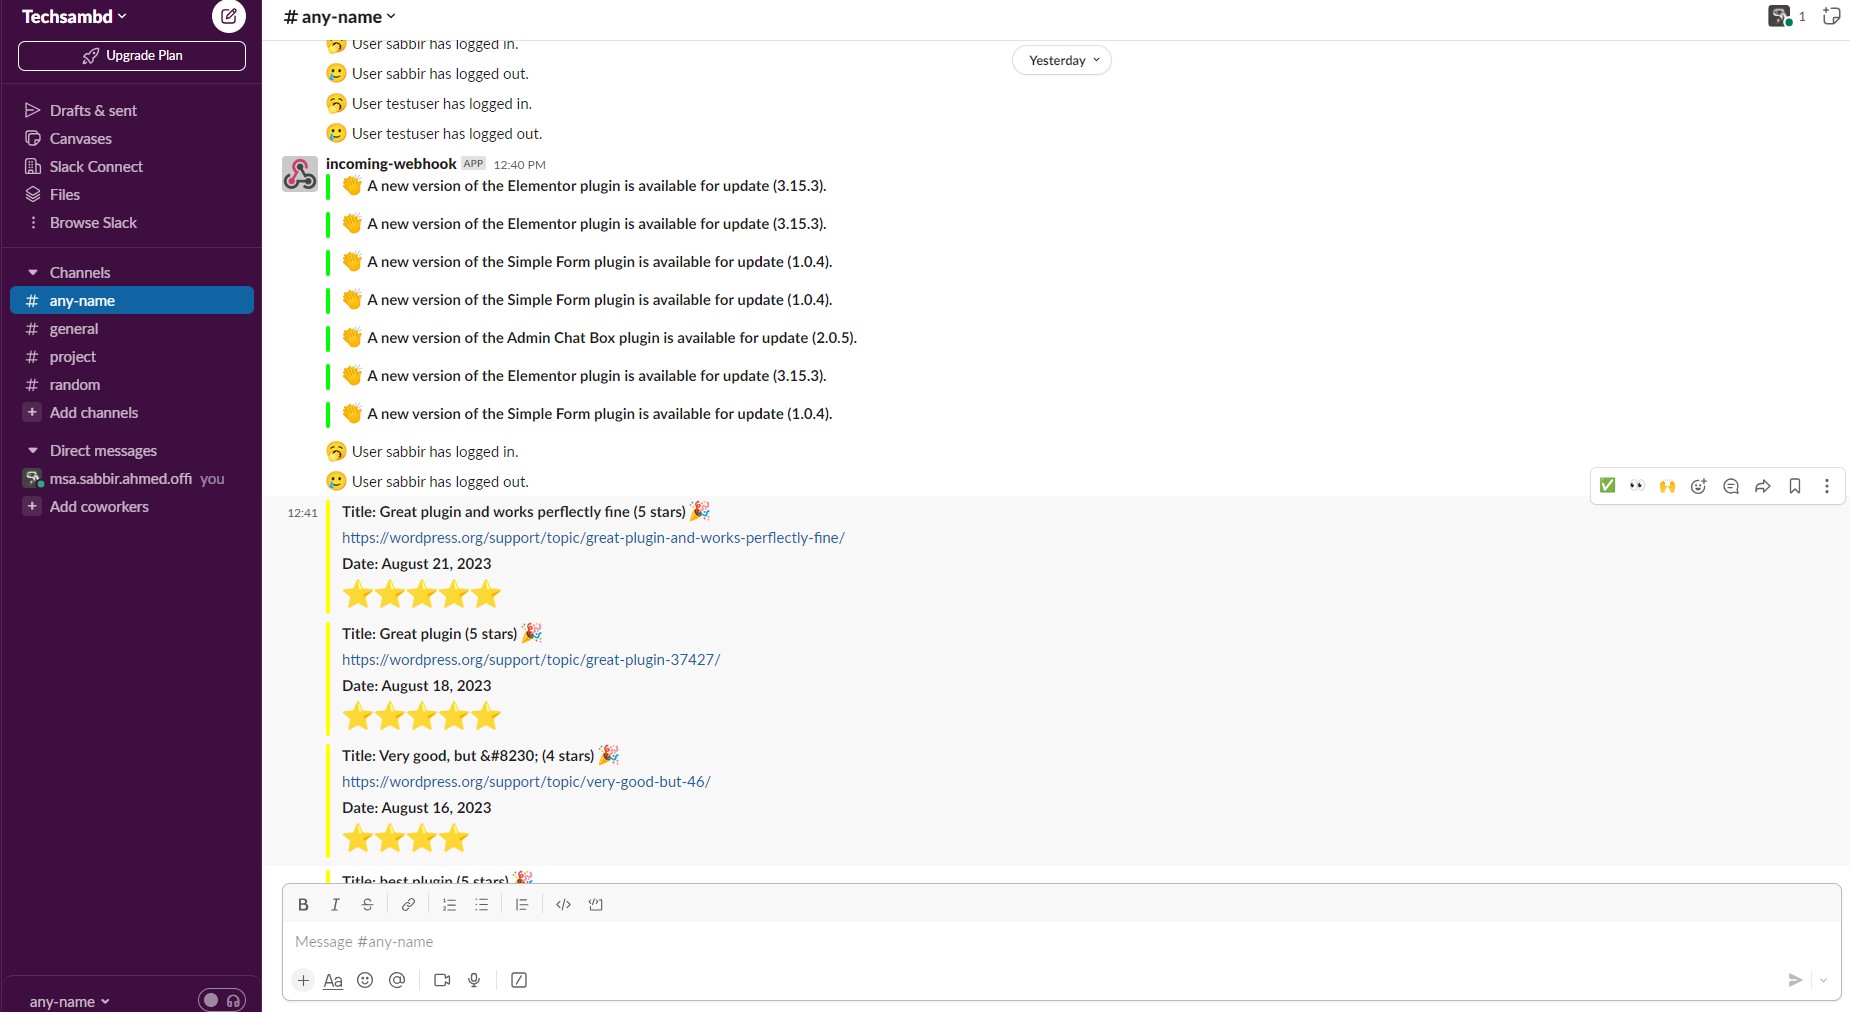 Techsambd
Upgrade Plan
Drafts & sent
Canvases
Slack Connect
Files
Browse Slack
Channels
# any-name
# general
# project
# random
+ Add channels
Direct messages
msa.sabbir.ahmed.offi you
+ Add coworkers
any-name
# any-name
1
Yesterday
User sabbir has logged in.
User sabbir has logged out.
User testuser has logged in.
User testuser has logged out.
incoming-webhook APP 12:40 PM
A new version of the Elementor plugin is available for update (3.15.3).
A new version of the Elementor plugin is available for update (3.15.3).
A new version of the Simple Form plugin is available for update (1.0.4).
A new version of the Simple Form plugin is available for update (1.0.4).
A new version of the Admin Chat Box plugin is available for update (2.0.5).
A new version of the Elementor plugin is available for update (3.15.3).
A new version of the Simple Form plugin is available for update (1.0.4).
User sabbir has logged in.
User sabbir has logged out.
12:41 Title: Great plugin and works perflectly fine (5 stars)
https://wordpress.org/support/topic/great-plugin-and-works-perflectly-fine/
Date: August 21, 2023
Title: Great plugin (5 stars)
https://wordpress.org/support/topic/great-plugin-37427/
Date: August 18, 2023
Title: Very good, but &#8230; (4 stars)
https://wordpress.org/support/topic/very-good-but-46/
Date: August 16, 2023
Title: best plugin (5 stars)
B I S
Message #any-name
+ Aa @